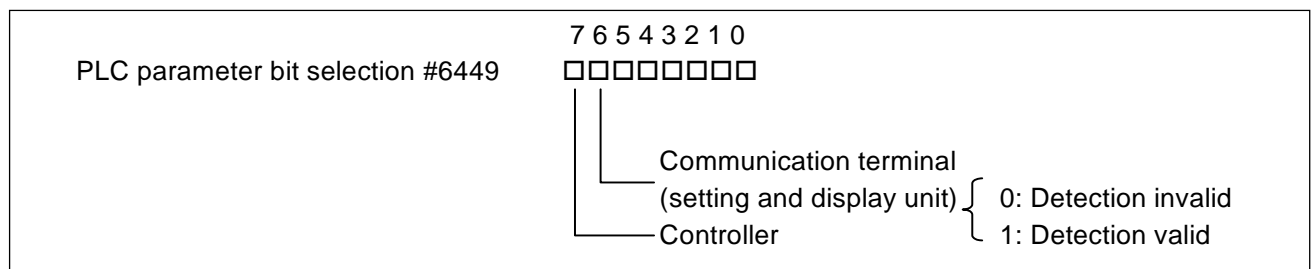 7 6 5 4 3 2 1 0
PLC parameter bit selection #6449 □□□□□□□□
Communication terminal
(setting and display unit) 0: Detection invalid
Controller 1: Detection valid